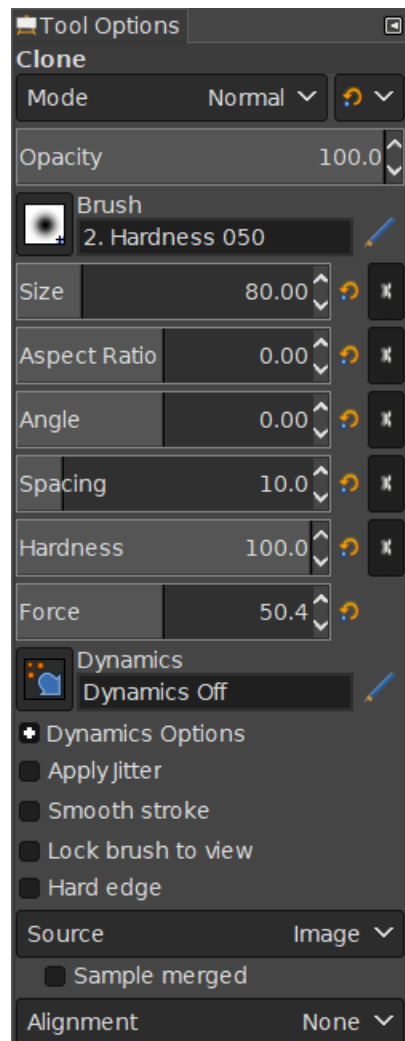 Tool Options
Clone
Mode Normal
Opacity 100.0
Brush
2. Hardness 050
Size 80.00
Aspect Ratio 0.00
Angle 0.00
Spacing 10.0
Hardness 100.0
Force 50.4
Dynamics
Dynamics Off
Dynamics Options
Apply Jitter
Smooth stroke
Lock brush to view
Hard edge
Source Image
Sample merged
Alignment None